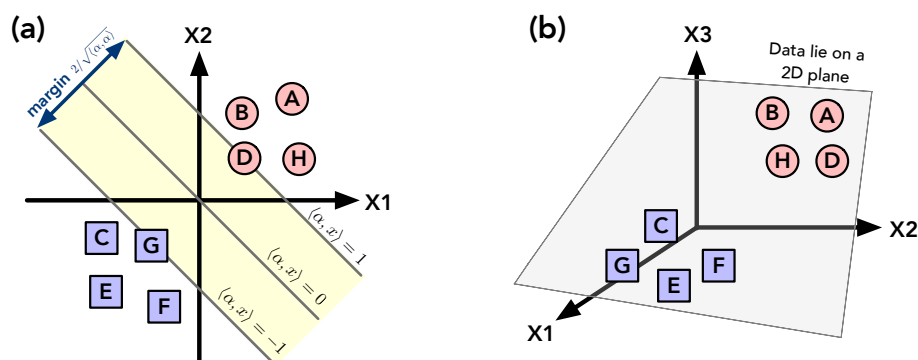 (a)
X2
margin 2/√⟨α,α⟩
A
B
D
H
X1
C
G
E
F
⟨α, x⟩ = 1
⟨α, x⟩ = 0
⟨α, x⟩ = −1
(b)
X3
Data lie on a
2D plane
B
A
H
D
X2
C
G
F
E
X1